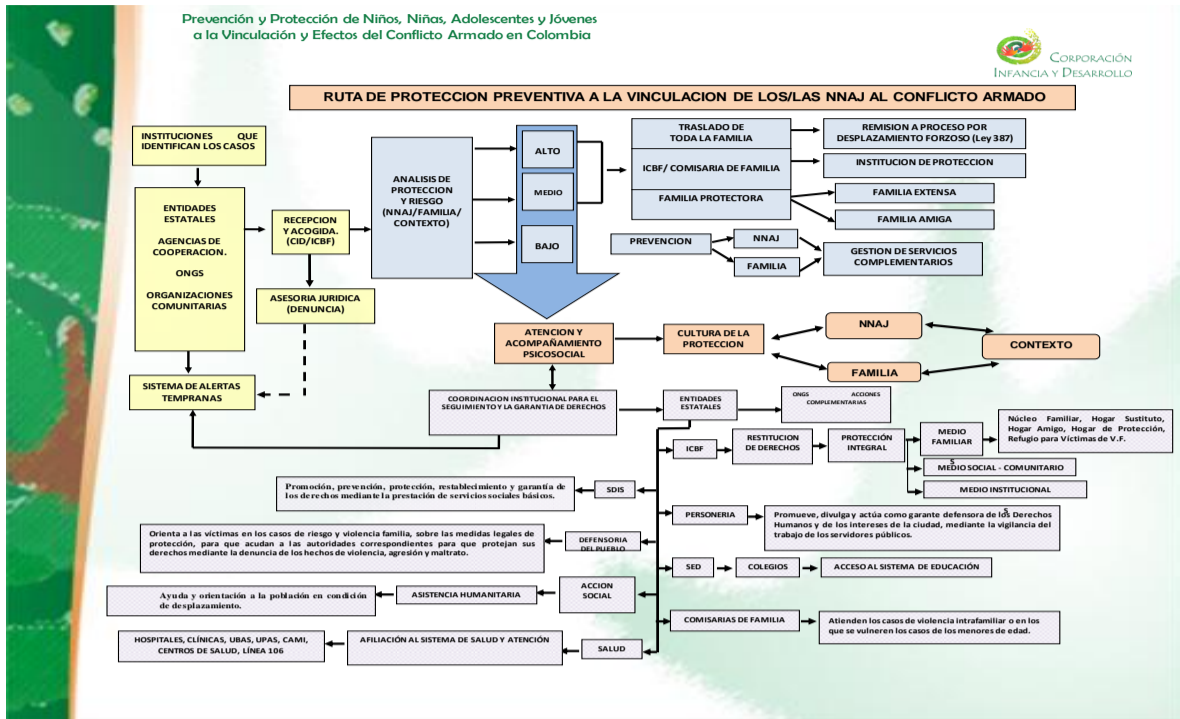 Prevención y Protección de Niños, Niñas, Adolescentes y Jóvenes
a la Vinculación y Efectos del Conflicto Armado en Colombia
CORPORACIÓN
INFANCIA Y DESARROLLO
RUTA DE PROTECCION PREVENTIVA A LA VINCULACION DE LOS/LAS NNAJ AL CONFLICTO ARMADO
INSTITUCIONES QUE
IDENTIFICAN LOS CASOS
ENTIDADES
ESTATALES
AGENCIAS DE
COOPERACION.
ONGS
ORGANIZACIONES
COMUNITARIAS
RECEPCION
Y ACOGIDA.
(CID/ICBF)
ASESORIA JURIDICA
(DENUNCIA)
SISTEMA DE ALERTAS
TEMPRANAS
ANALISIS DE
PROTECCION
Y RIESGO
(NNAJ/FAMILIA/
CONTEXTO)
ALTO
MEDIO
BAJO
TRASLADO DE
TODA LA FAMILIA
ICBF/ COMISARIA DE FAMILIA
FAMILIA PROTECTORA
REMISION A PROCESO POR
DESPLAZAMIENTO FORZOSO (Ley 387)
INSTITUCION DE PROTECCION
FAMILIA EXTENSA
FAMILIA AMIGA
PREVENCION
NNAJ
FAMILIA
GESTION DE SERVICIOS
COMPLEMENTARIOS
ATENCION Y
ACOMPAÑAMIENTO
PSICOSOCIAL
CULTURA DE LA
PROTECCION
NNAJ
FAMILIA
CONTEXTO
COORDINACION INSTITUCIONAL PARA EL
SEGUIMIENTO Y LA GARANTIA DE DERECHOS
ENTIDADES
ESTATALES
ONGS ACCIONES
COMPLEMENTARIAS
ICBF
RESTITUCION
DE DERECHOS
PROTECCIÓN
INTEGRAL
MEDIO
FAMILIAR
Núcleo Familiar, Hogar Sustituto,
Hogar Amigo, Hogar de Protección,
Refugio para Víctimas de V.F.
S
MEDIO SOCIAL - COMUNITARIO
MEDIO INSTITUCIONAL
Promoción, prevención, protección, restablecimiento y garantía de
los derechos mediante la prestación de servicios sociales básicos.
SDIS
PERSONERIA
S
Promueve, divulga y actúa como garante defensora de los Derechos
Humanos y de los intereses de la ciudad, mediante la vigilancia del
trabajo de los servidores públicos.
Orienta a las víctimas en los casos de riesgo y violencia familia, sobre las medidas legales de
protección, para que acudan a las autoridades correspondientes para que protejan sus
derechos mediante la denuncia de los hechos de violencia, agresión y maltrato.
DEFENSORIA
DEL PUEBLO
SED
COLEGIOS
ACCESO AL SISTEMA DE EDUCACIÓN
Ayuda y orientación a la población en condición
de desplazamiento.
ASISTENCIA HUMANITARIA
ACCION
SOCIAL
COMISARIAS DE FAMILIA
Atienden los casos de violencia intrafamiliar o en los
que se vulneren los casos de los menores de edad.
HOSPITALES, CLÍNICAS, UBAS, UPAS, CAMI,
CENTROS DE SALUD, LÍNEA 106
AFILIACIÓN AL SISTEMA DE SALUD Y ATENCIÓN
SALUD